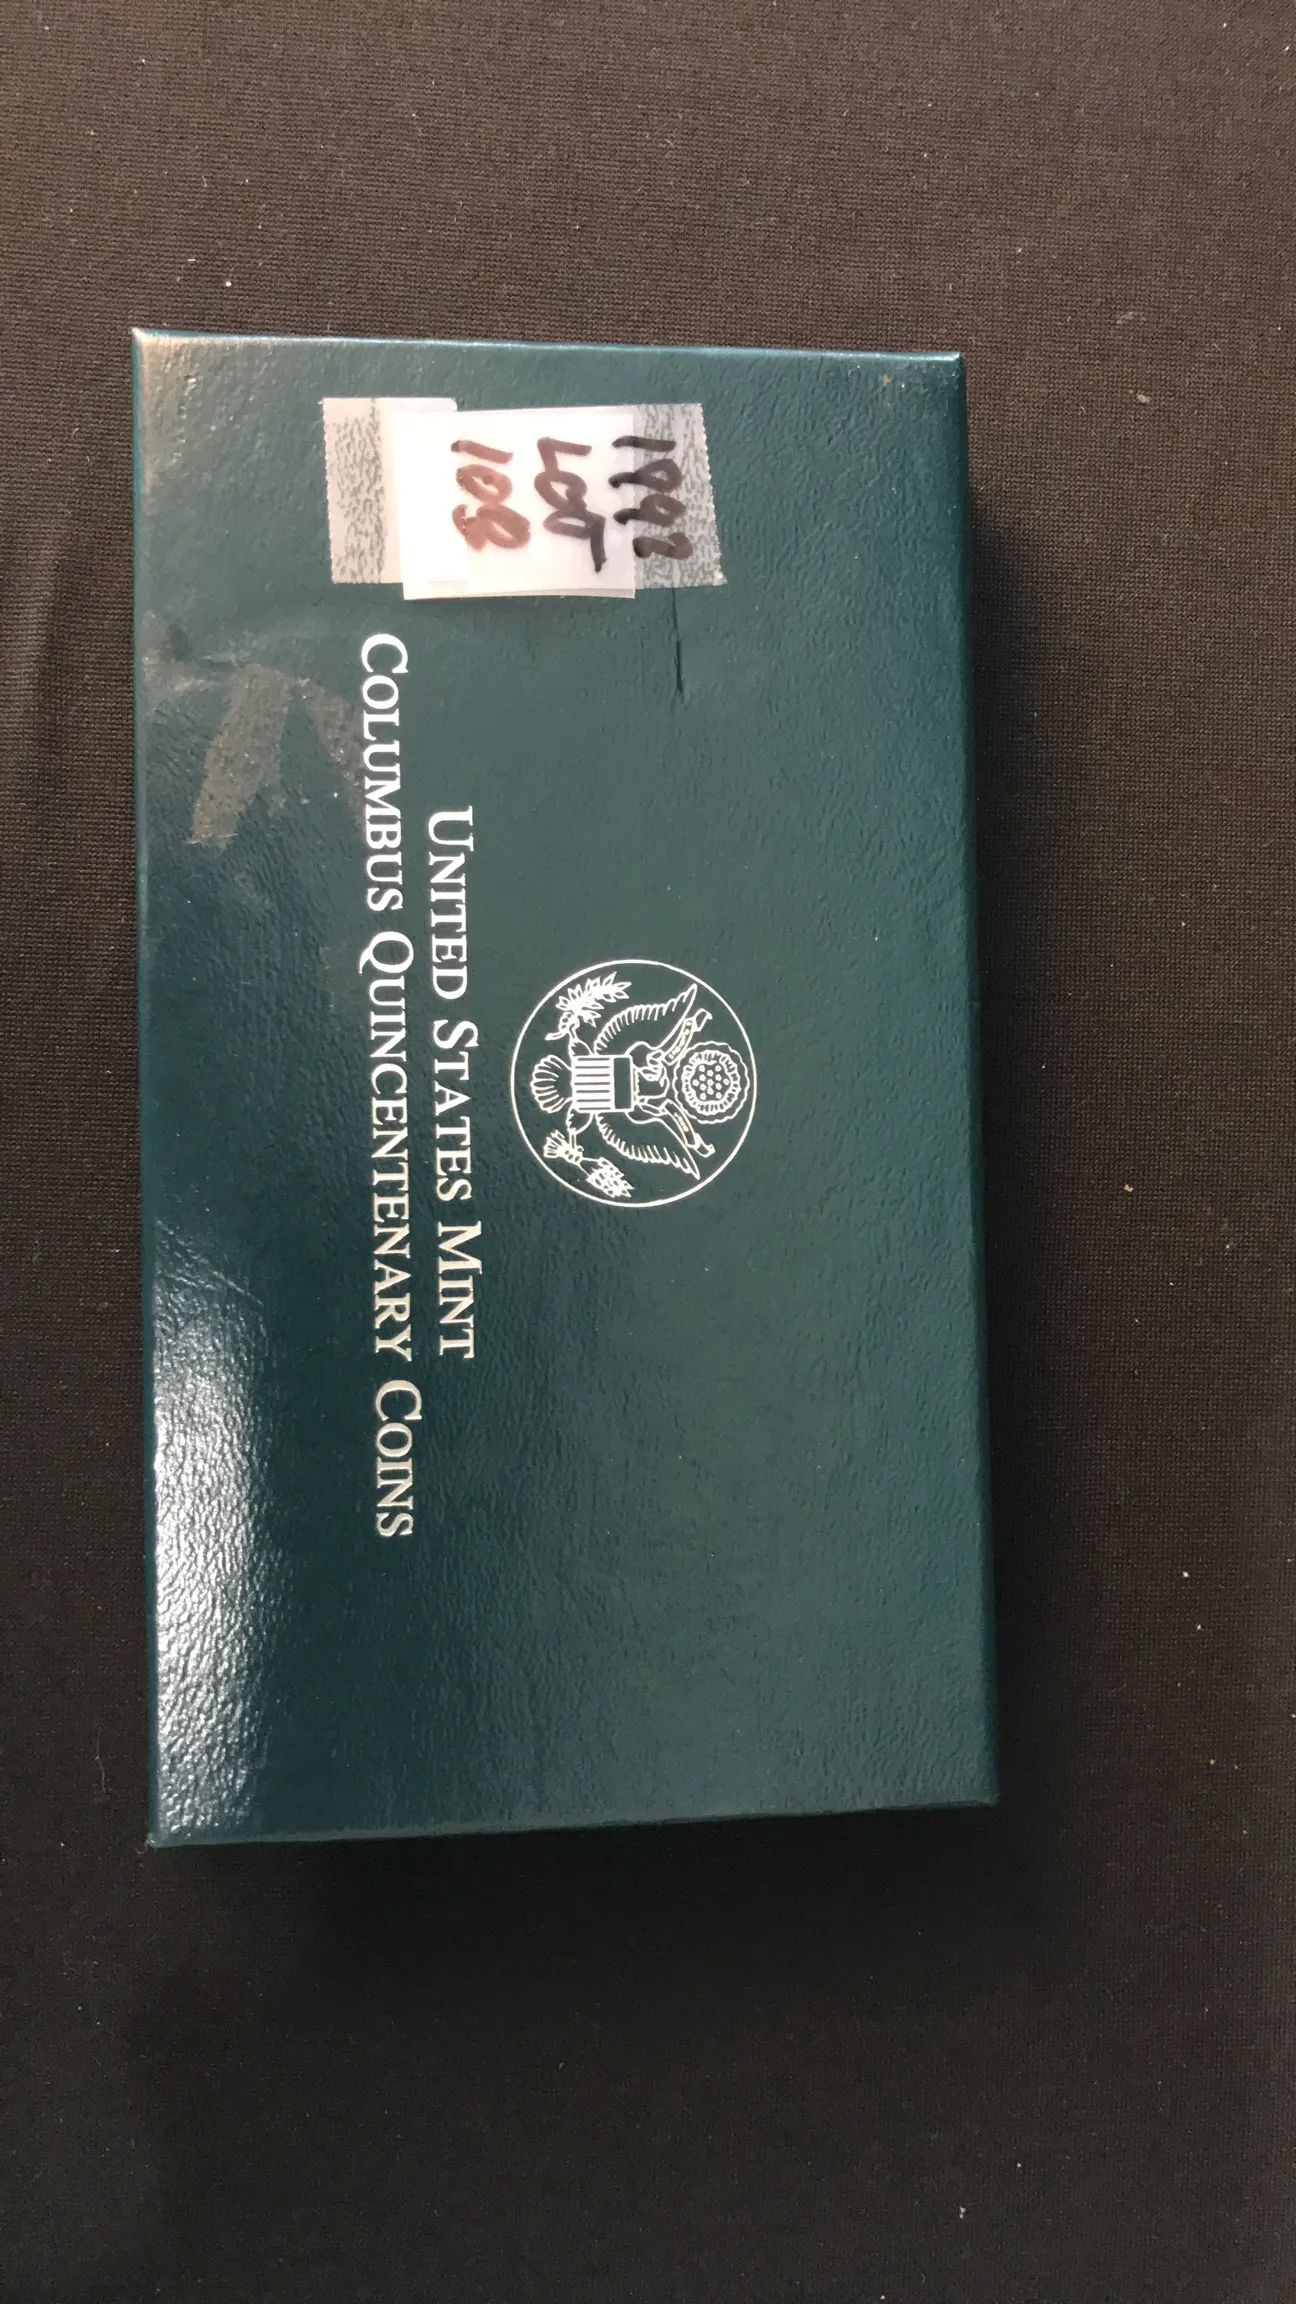 1992
LOT
108
UNITED STATES MINT
COLUMBUS QUINCENTENARY COINS